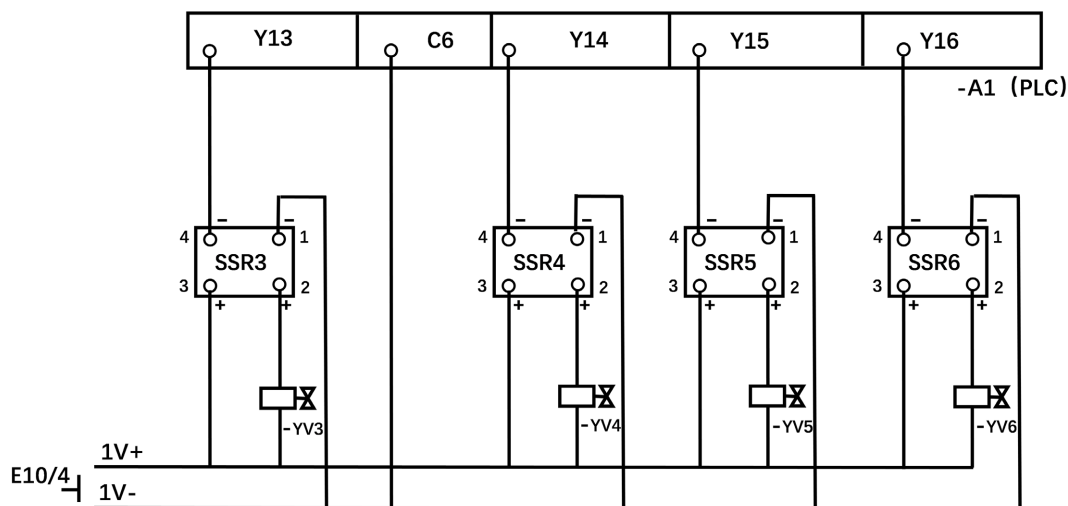 Y13 C6 Y14 Y15 Y16
-A1 (PLC)
- - - - - - - -
4 1 4 1 4 1 4 1
SSR3 SSR4 SSR5 SSR6
3 2 3 2 3 2 3 2
+ + + + + + + +
-YV3 -YV4 -YV5 -YV6
1V+
E10/4
1V-